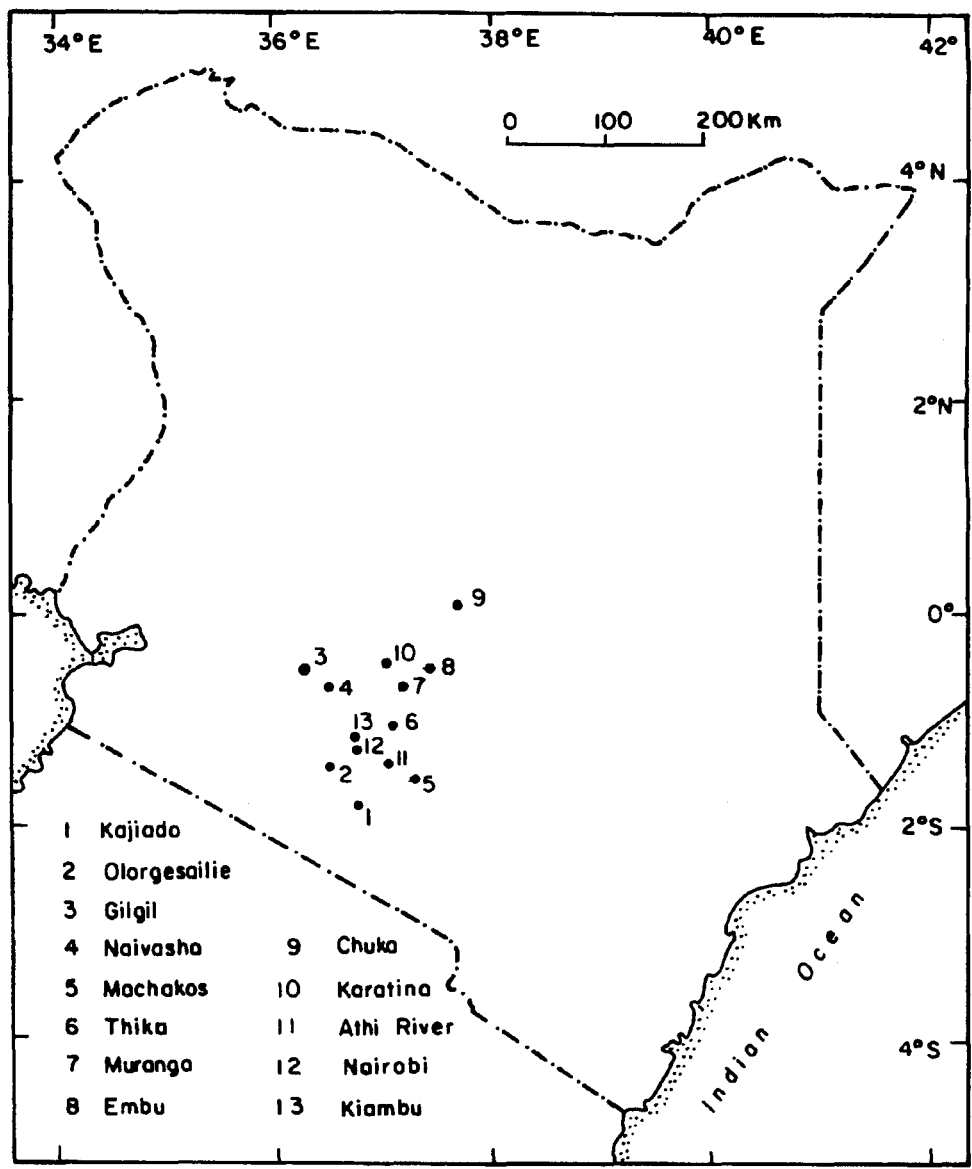 34°E 36°E 38°E 40°E 42°
0 100 200 Km
4°N
2°N
9
0°
3 10 8
4 7
13 6
12
2 11 5
1
2°S
1 Kajiado
2 Olorgesailie
3 Gilgil
4 Naivasha 9 Chuka
5 Machakos 10 Karatina
6 Thika 11 Athi River
7 Muranga 12 Nairobi
8 Embu 13 Kiambu
4°S
Indian Ocean